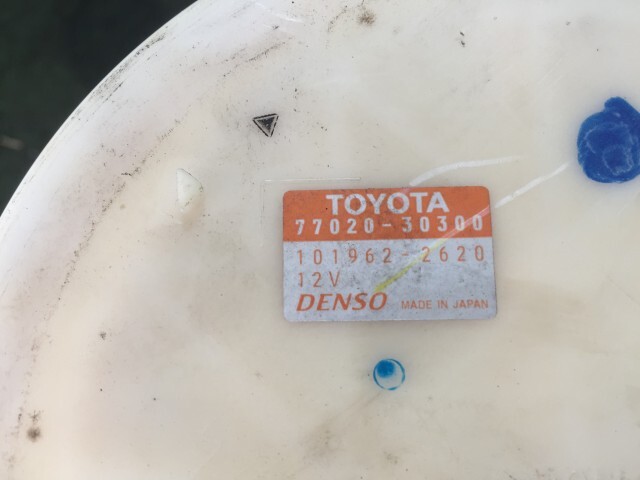 TOYOTA
77020-30300
101962-2620
12V
DENSO MADE IN JAPAN